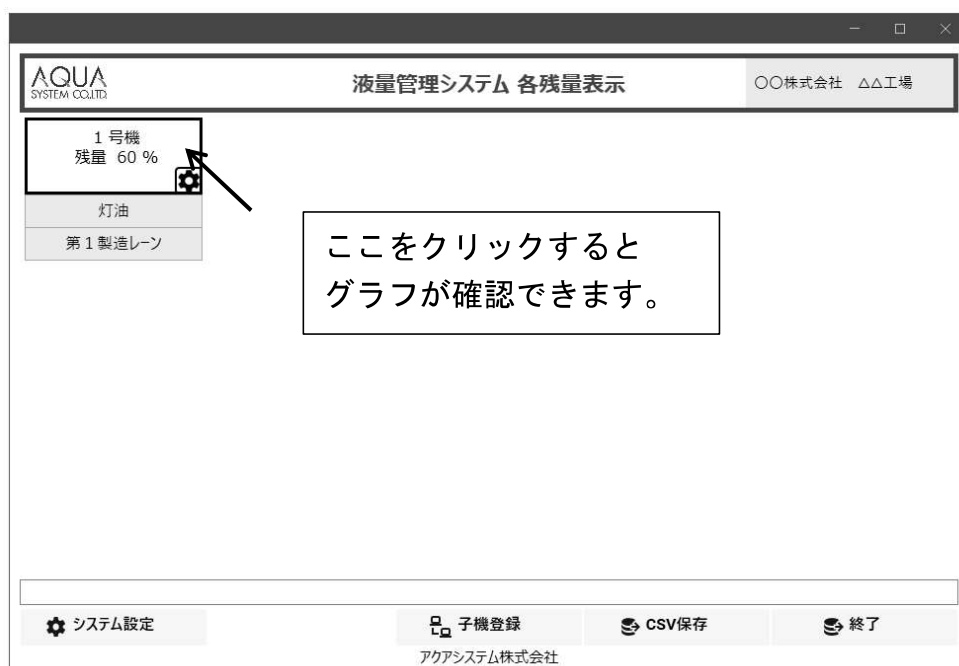 AQUA
SYSTEM CO.,LTD.
液量管理システム 各残量表示
〇〇株式会社 △△工場
1 号機
残量 60 %
灯油
第1製造レーン
ここをクリックすると
グラフが確認できます。
システム設定
子機登録
CSV保存
終了
アクアシステム株式会社